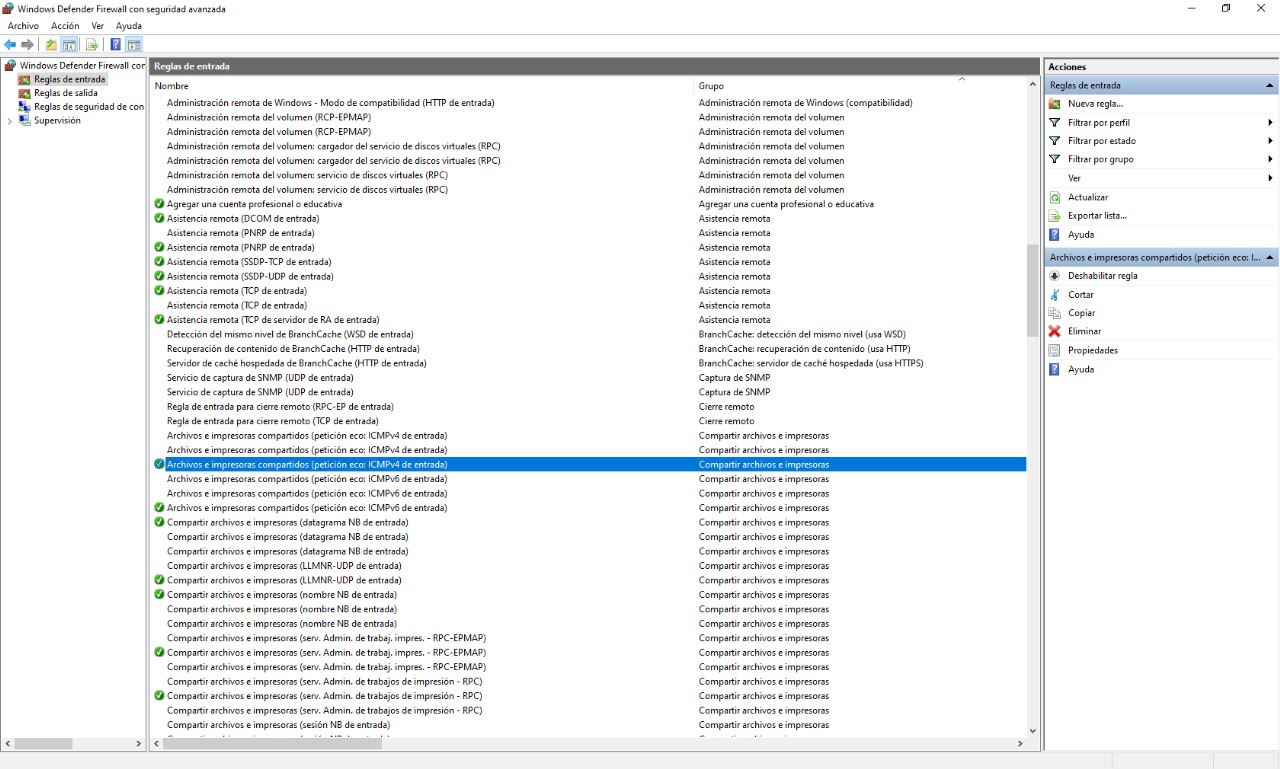 Windows Defender Firewall con seguridad avanzada
Archivo Acción Ver Ayuda
Windows Defender Firewall cor
Reglas de entrada
Reglas de salida
Reglas de seguridad de con
Supervisión
Reglas de entrada
Nombre Grupo
Administración remota de Windows - Modo de compatibilidad (HTTP de entrada) Administración remota de Windows (compatibilidad)
Administración remota del volumen (RCP-EPMAP) Administración remota del volumen
Administración remota del volumen (RCP-EPMAP) Administración remota del volumen
Administración remota del volumen: cargador del servicio de discos virtuales (RPC) Administración remota del volumen
Administración remota del volumen: cargador del servicio de discos virtuales (RPC) Administración remota del volumen
Administración remota del volumen: servicio de discos virtuales (RPC) Administración remota del volumen
Administración remota del volumen: servicio de discos virtuales (RPC) Administración remota del volumen
Agregar una cuenta profesional o educativa Agregar una cuenta profesional o educativa
Asistencia remota (DCOM de entrada) Asistencia remota
Asistencia remota (PNRP de entrada) Asistencia remota
Asistencia remota (PNRP de entrada) Asistencia remota
Asistencia remota (SSDP-TCP de entrada) Asistencia remota
Asistencia remota (SSDP-UDP de entrada) Asistencia remota
Asistencia remota (TCP de entrada) Asistencia remota
Asistencia remota (TCP de entrada) Asistencia remota
Asistencia remota (TCP de servidor de RA de entrada) Asistencia remota
Detección del mismo nivel de BranchCache (WSD de entrada) BranchCache: detección del mismo nivel (usa WSD)
Recuperación de contenido de BranchCache (HTTP de entrada) BranchCache: recuperación de contenido (usa HTTP)
Servidor de caché hospedada de BranchCache (HTTP de entrada) BranchCache: servidor de caché hospedada (usa HTTPS)
Servicio de captura de SNMP (UDP de entrada) Captura de SNMP
Servicio de captura de SNMP (UDP de entrada) Captura de SNMP
Regla de entrada para cierre remoto (RPC-EP de entrada) Cierre remoto
Regla de entrada para cierre remoto (TCP de entrada) Cierre remoto
Archivos e impresoras compartidos (petición eco: ICMPv4 de entrada) Compartir archivos e impresoras
Archivos e impresoras compartidos (petición eco: ICMPv4 de entrada) Compartir archivos e impresoras
Archivos e impresoras compartidos (petición eco: ICMPv4 de entrada) Compartir archivos e impresoras
Archivos e impresoras compartidos (petición eco: ICMPv6 de entrada) Compartir archivos e impresoras
Archivos e impresoras compartidos (petición eco: ICMPv6 de entrada) Compartir archivos e impresoras
Archivos e impresoras compartidos (petición eco: ICMPv6 de entrada) Compartir archivos e impresoras
Compartir archivos e impresoras (datagrama NB de entrada) Compartir archivos e impresoras
Compartir archivos e impresoras (datagrama NB de entrada) Compartir archivos e impresoras
Compartir archivos e impresoras (datagrama NB de entrada) Compartir archivos e impresoras
Compartir archivos e impresoras (LLMNR-UDP de entrada) Compartir archivos e impresoras
Compartir archivos e impresoras (LLMNR-UDP de entrada) Compartir archivos e impresoras
Compartir archivos e impresoras (nombre NB de entrada) Compartir archivos e impresoras
Compartir archivos e impresoras (nombre NB de entrada) Compartir archivos e impresoras
Compartir archivos e impresoras (nombre NB de entrada) Compartir archivos e impresoras
Compartir archivos e impresoras (serv. Admin. de trabaj. impres. - RPC-EPMAP) Compartir archivos e impresoras
Compartir archivos e impresoras (serv. Admin. de trabaj. impres. - RPC-EPMAP) Compartir archivos e impresoras
Compartir archivos e impresoras (serv. Admin. de trabaj. impres. - RPC-EPMAP) Compartir archivos e impresoras
Compartir archivos e impresoras (serv. Admin. de trabajos de impresión - RPC) Compartir archivos e impresoras
Compartir archivos e impresoras (serv. Admin. de trabajos de impresión - RPC) Compartir archivos e impresoras
Compartir archivos e impresoras (serv. Admin. de trabajos de impresión - RPC) Compartir archivos e impresoras
Compartir archivos e impresoras (sesión NB de entrada) Compartir archivos e impresoras
Acciones
Reglas de entrada
Nueva regla...
Filtrar por perfil
Filtrar por estado
Filtrar por grupo
Ver
Actualizar
Exportar lista...
Ayuda
Archivos e impresoras compartidos (petición eco: I...
Deshabilitar regla
Cortar
Copiar
Eliminar
Propiedades
Ayuda